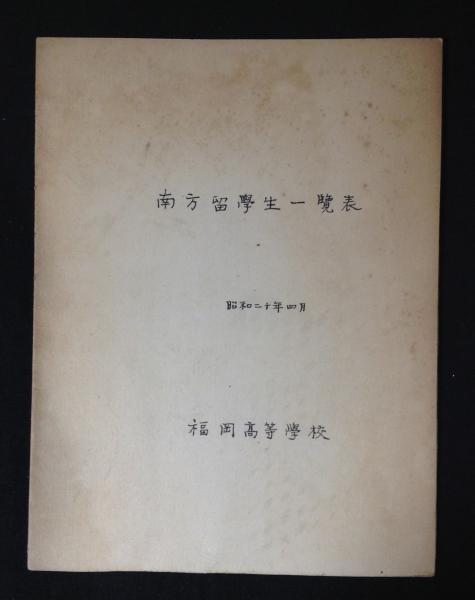 南方留學生一覽表
昭和二十年四月
福岡高等學校